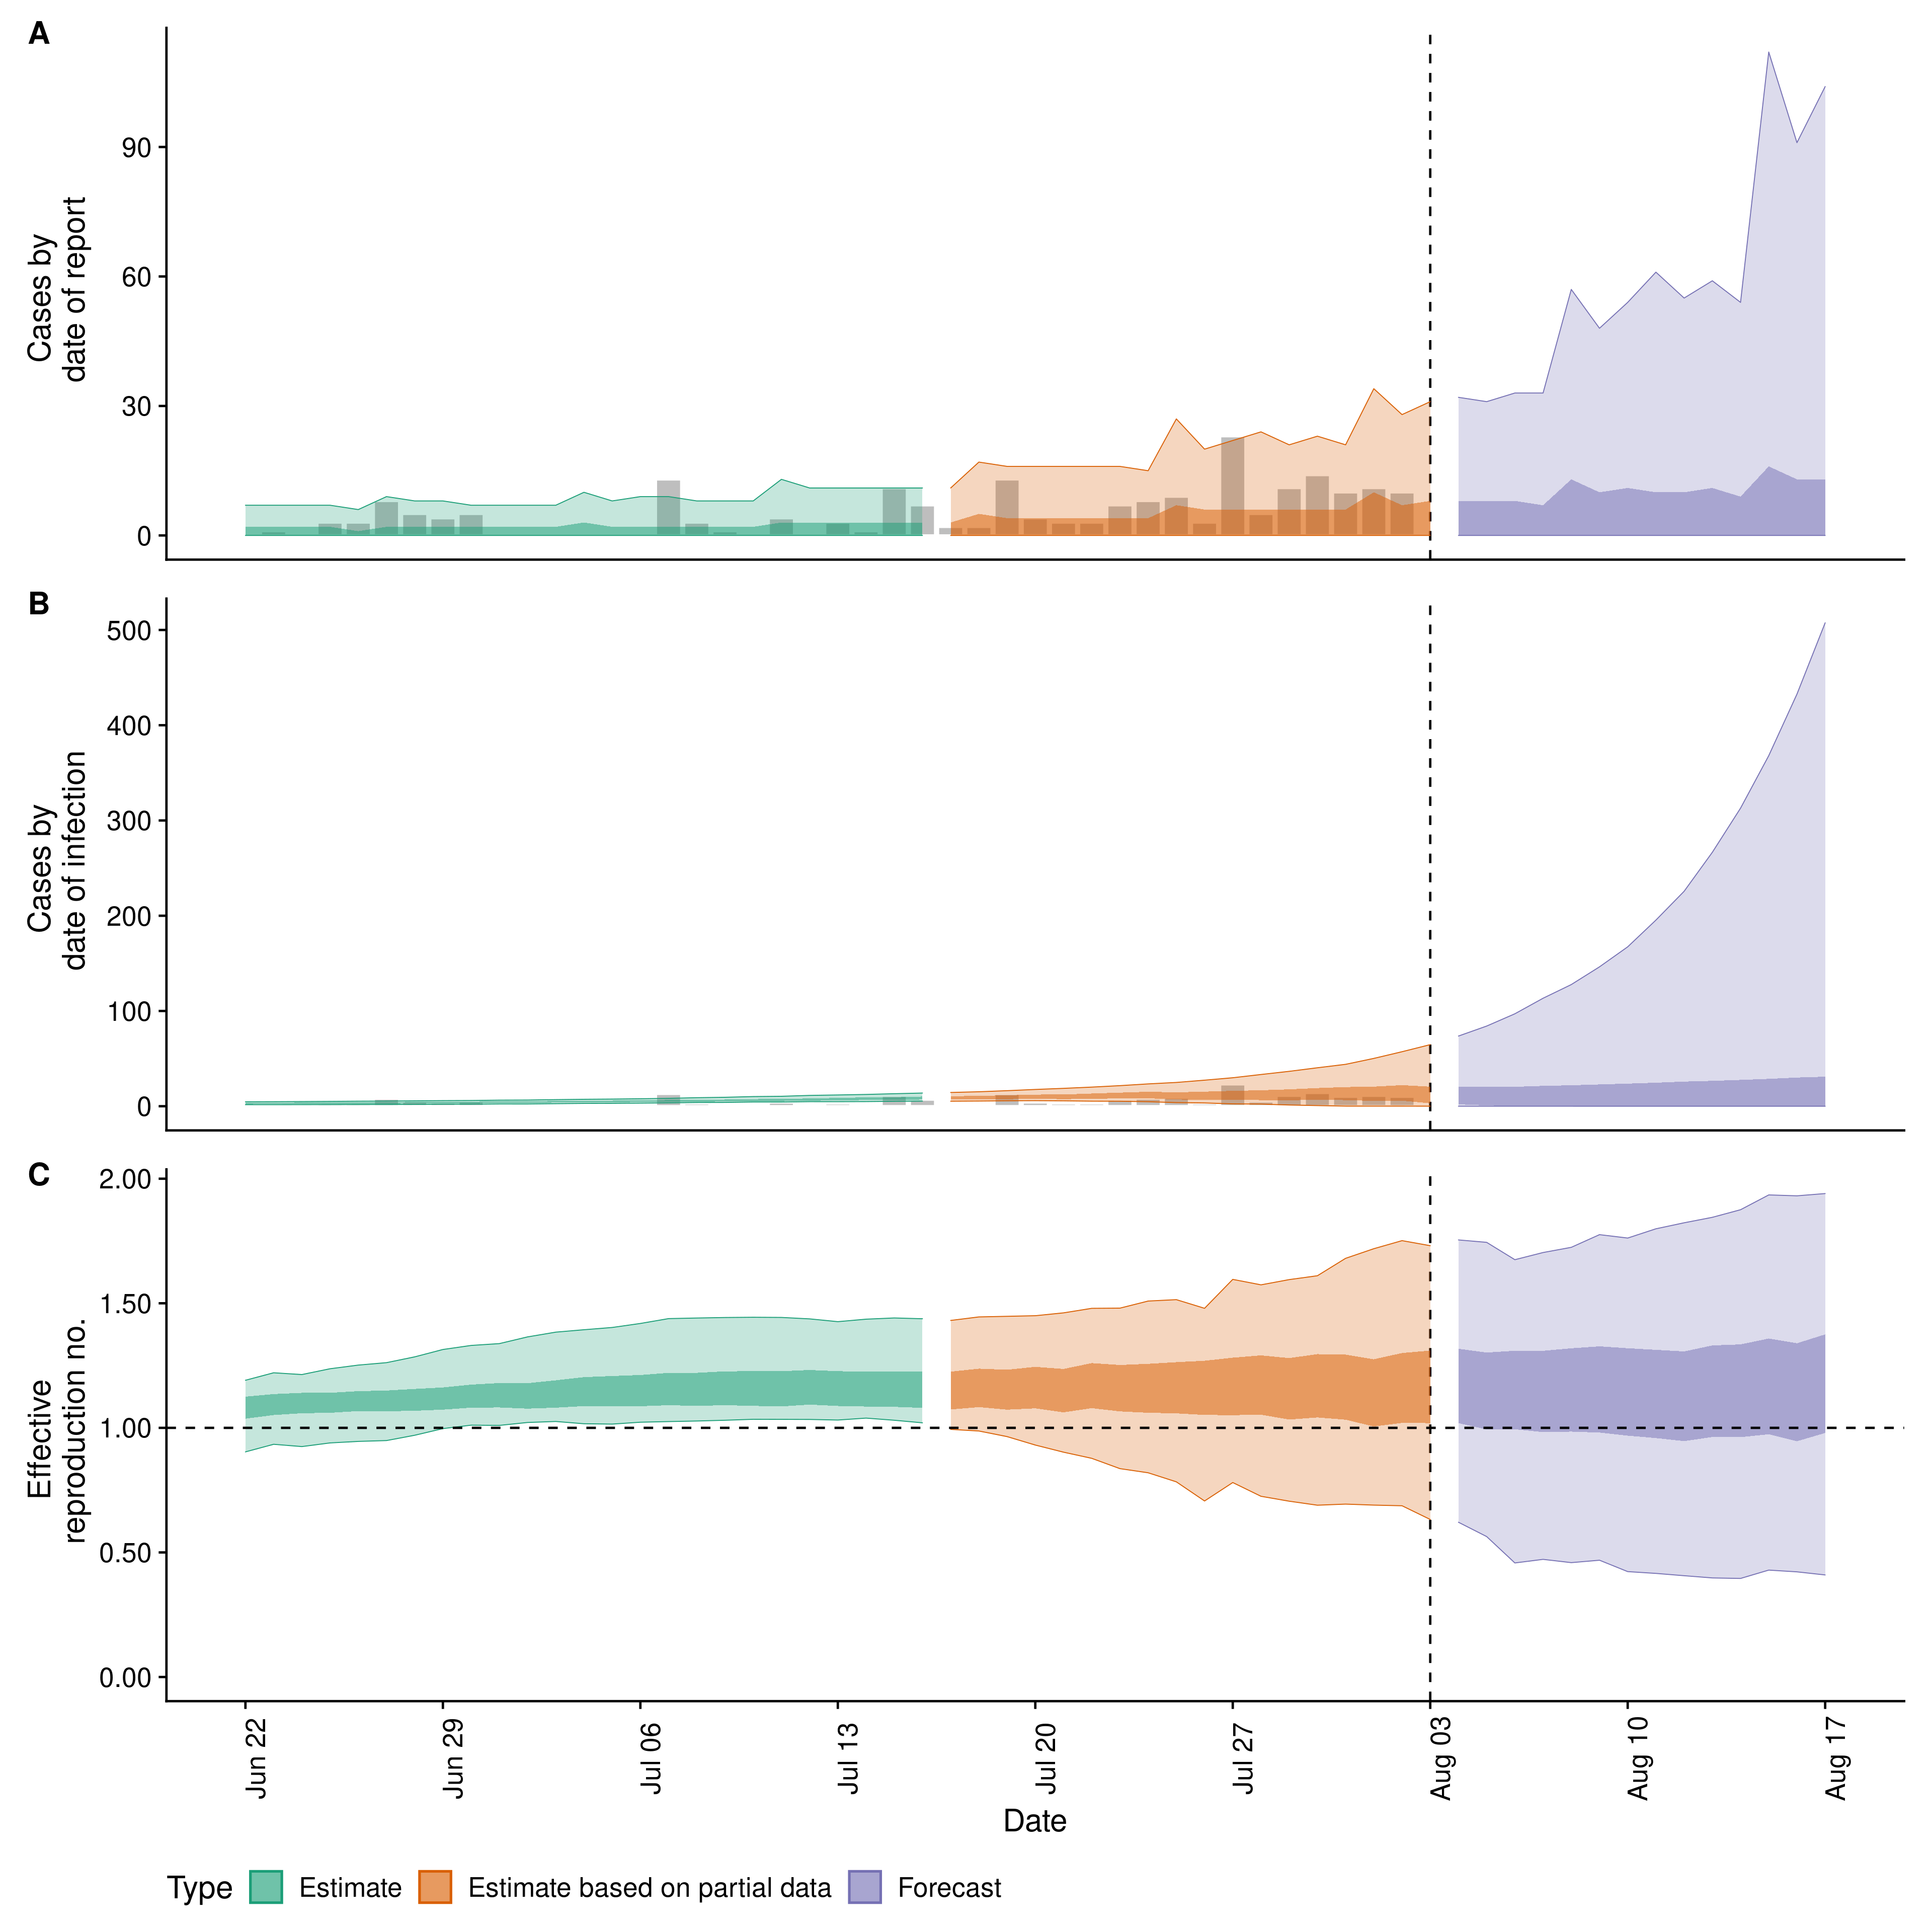 A
90
60
30
0
Cases by
date of report
B
500
400
300
200
100
0
Cases by
date of infection
C
2.00
1.50
1.00
0.50
0.00
Effective
reproduction no.
Jun 22
Jun 29
Jul 06
Jul 13
Jul 20
Jul 27
Aug 03
Aug 10
Aug 17
Date
Type
Estimate
Estimate based on partial data
Forecast